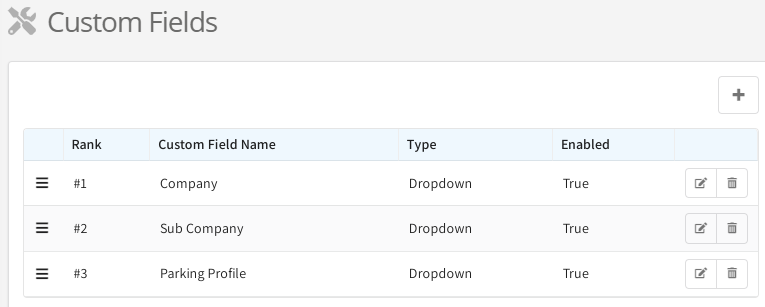 Custom Fields
Rank Custom Field Name Type Enabled
#1 Company Dropdown True
#2 Sub Company Dropdown True
#3 Parking Profile Dropdown True